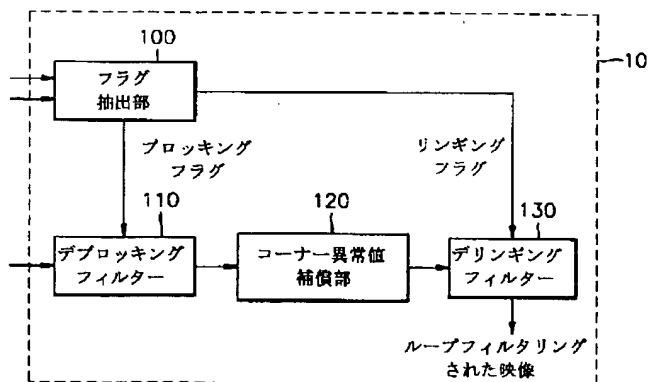 100
10
フラグ
抽出部
ブロッキング
フラグ
リンギング
フラグ
110
120
130
デブロッキング
フィルター
コーナー異常値
補償部
デリンギング
フィルター
ループフィルタリング
された映像